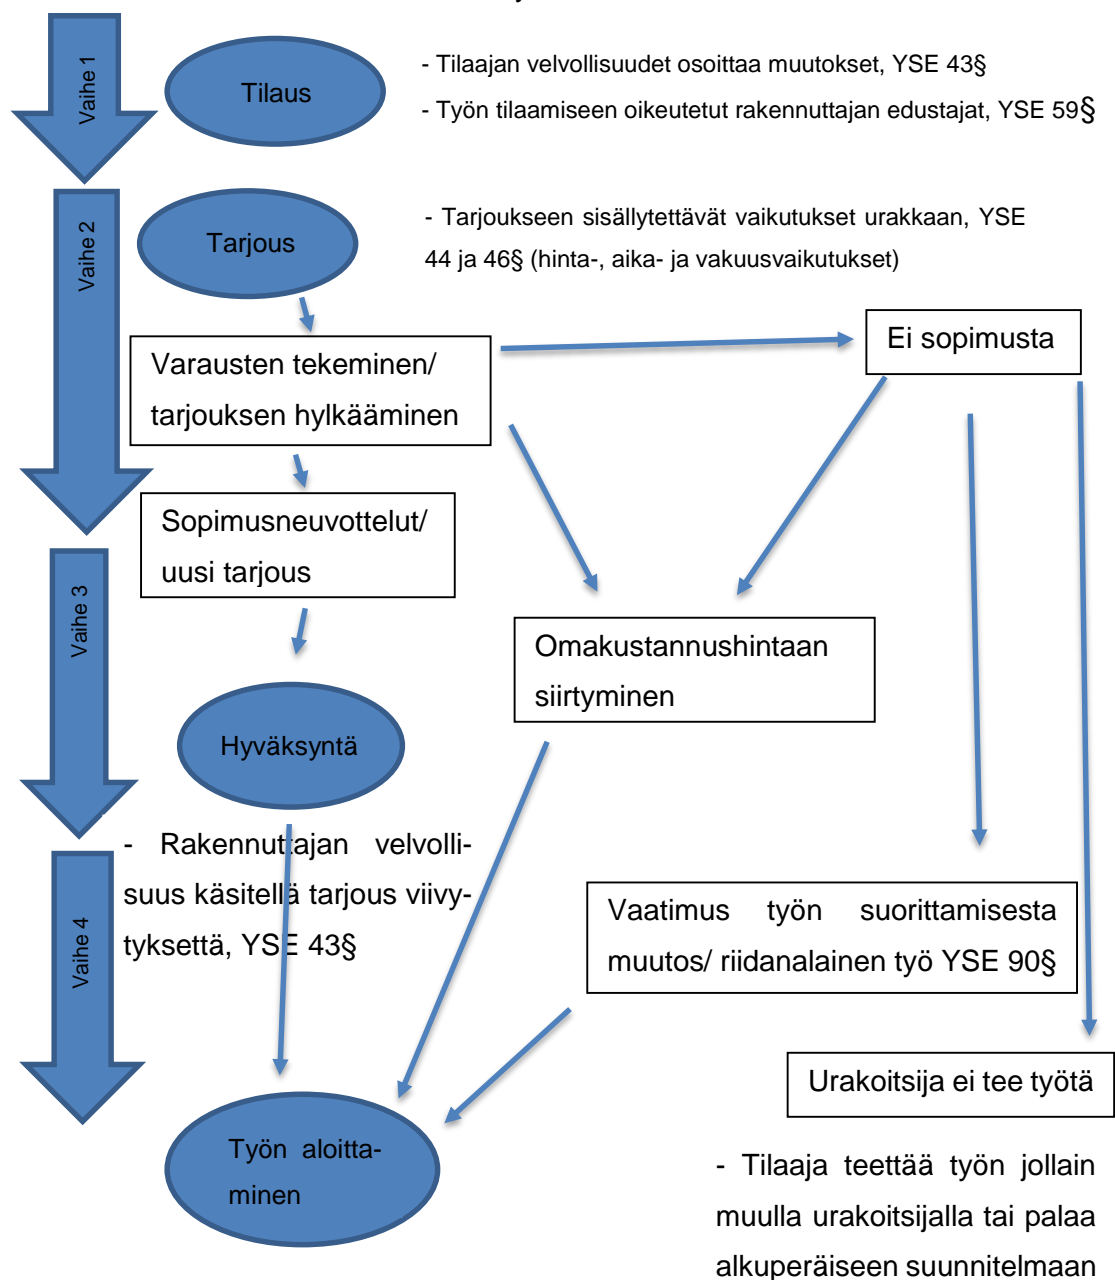 Vaihe 1
Tilaus
- Tilaajan velvollisuudet osoittaa muutokset, YSE 43§
- Työn tilaamiseen oikeutetut rakennuttajan edustajat, YSE 59§
Vaihe 2
Tarjous
- Tarjoukseen sisällytettävät vaikutukset urakkaan, YSE
44 ja 46§ (hinta-, aika- ja vakuusvaikutukset)
Varausten tekeminen/
tarjouksen hylkääminen
Ei sopimusta
Sopimusneuvottelut/
uusi tarjous
Vaihe 3
Omakustannushintaan
siirtyminen
Hyväksyntä
- Rakennuttajan velvolli-
suus käsitellä tarjous viivy-
tyksettä, YSE 43§
Vaihe 4
Vaatimus työn suorittamisesta
muutos/ riidanalainen työ YSE 90§
Urakoitsija ei tee työtä
Työn aloitta-
minen
- Tilaaja teettää työn jollain
muulla urakoitsijalla tai palaa
alkuperäiseen suunnitelmaan